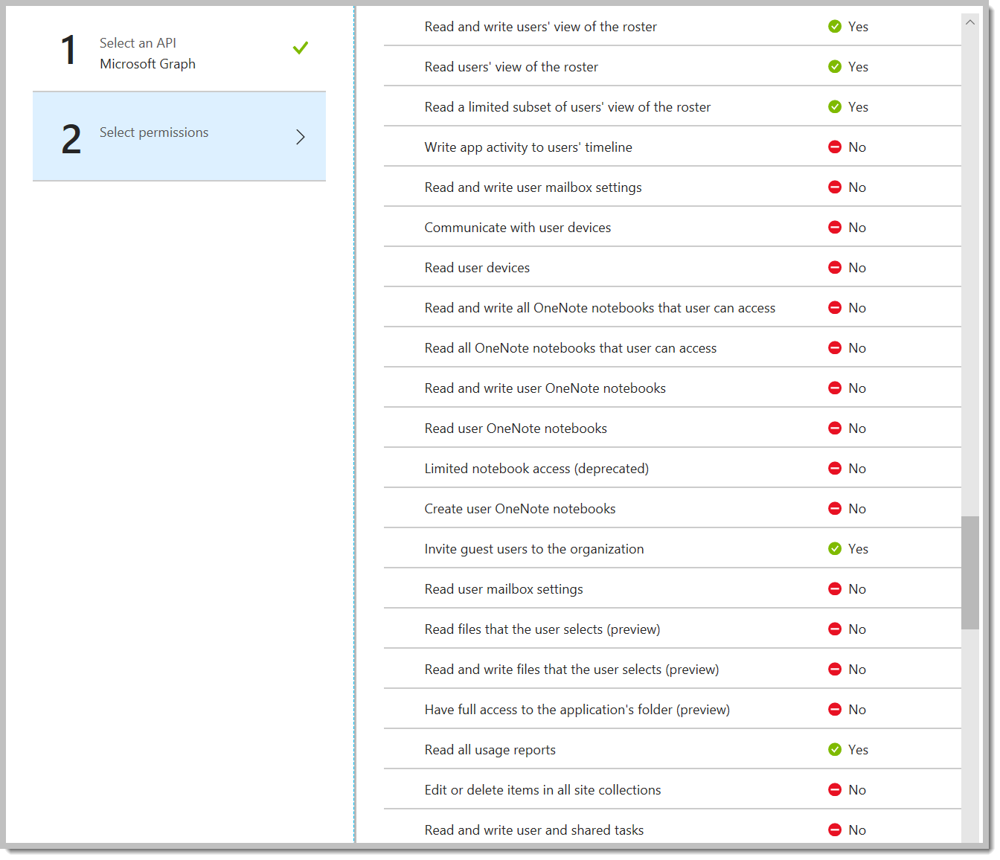 1
Select an API
Microsoft Graph
2
Select permissions
Read and write users' view of the roster Yes
Read users' view of the roster Yes
Read a limited subset of users' view of the roster Yes
Write app activity to users' timeline No
Read and write user mailbox settings No
Communicate with user devices No
Read user devices No
Read and write all OneNote notebooks that user can access No
Read all OneNote notebooks that user can access No
Read and write user OneNote notebooks No
Read user OneNote notebooks No
Limited notebook access (deprecated) No
Create user OneNote notebooks No
Invite guest users to the organization Yes
Read user mailbox settings No
Read files that the user selects (preview) No
Read and write files that the user selects (preview) No
Have full access to the application's folder (preview) No
Read all usage reports Yes
Edit or delete items in all site collections No
Read and write user and shared tasks No